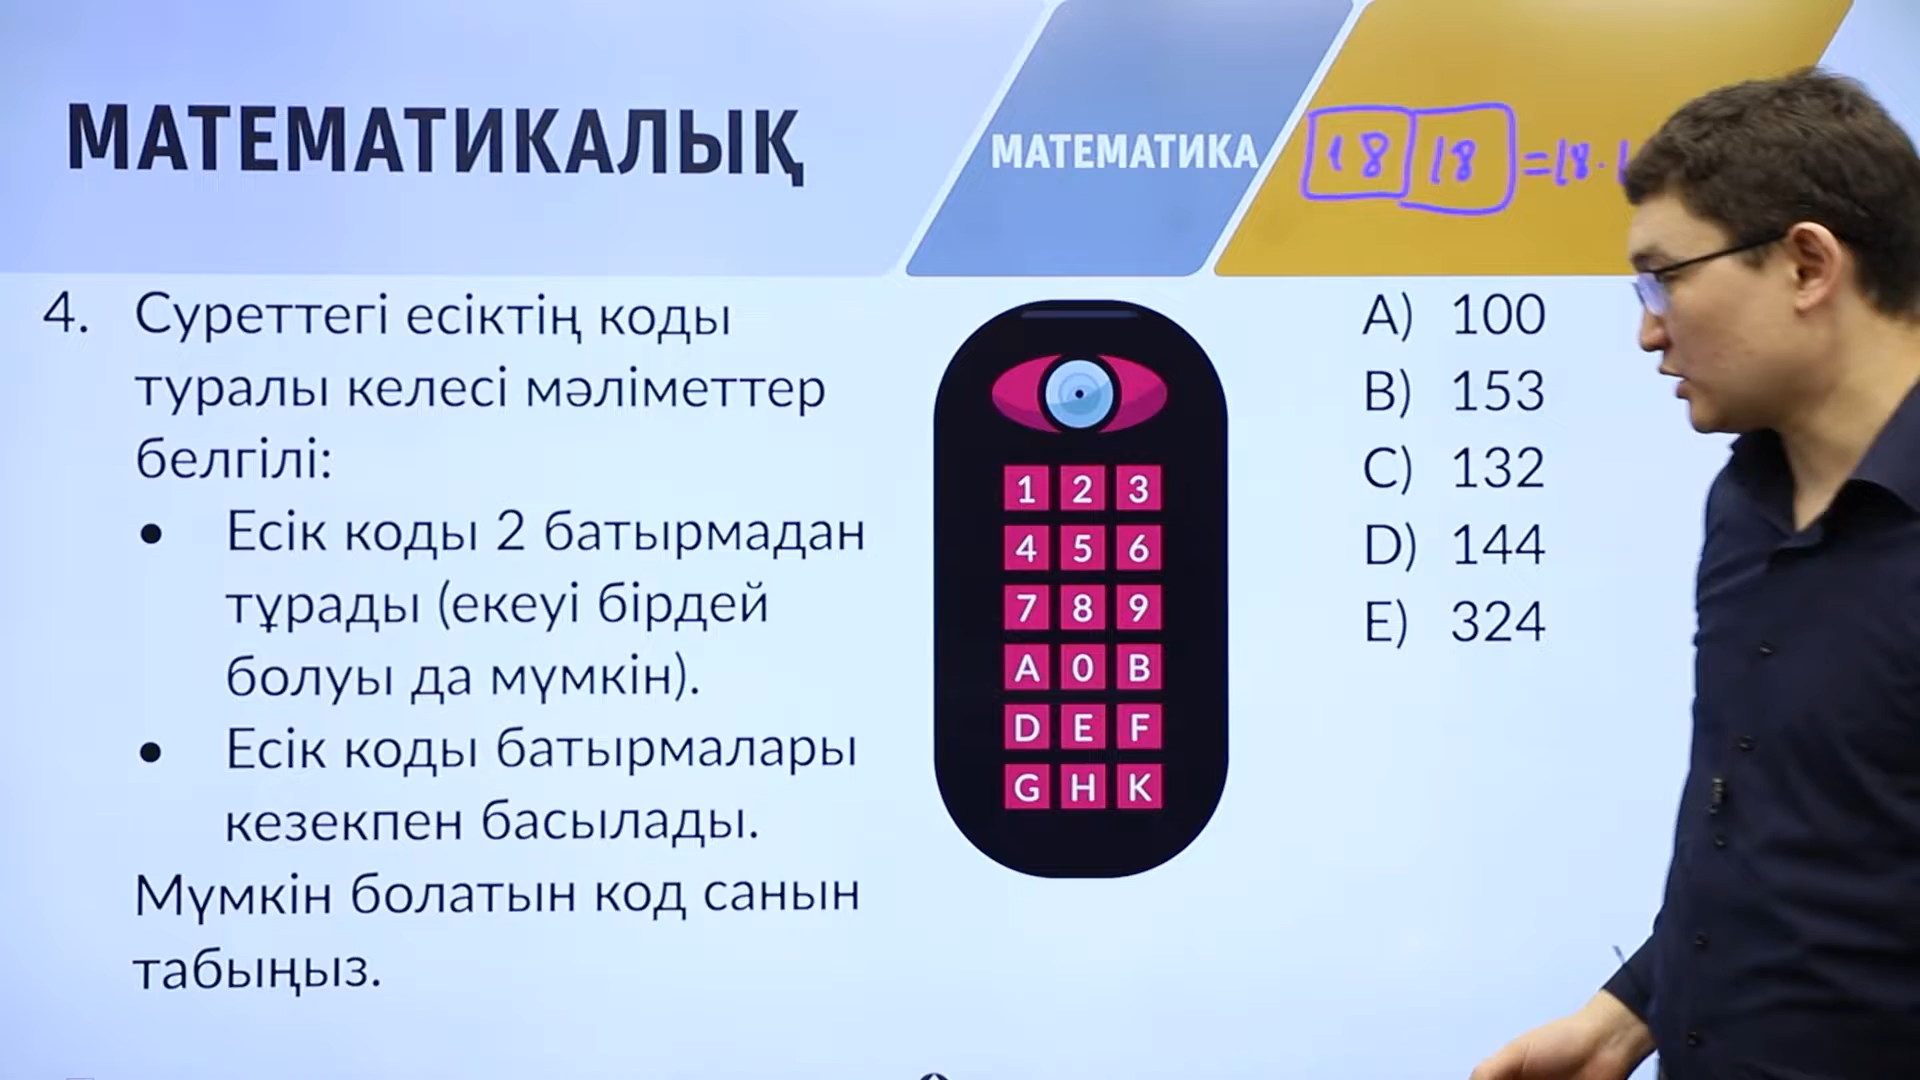 МАТЕМАТИКАЛЫҚ
МАТЕМАТИКА
18 18 = 18 ·
4. Суреттегі есіктің коды
туралы келесі мәліметтер
белгілі:
• Есік коды 2 батырмадан
тұрады (екеуі бірдей
болуы да мүмкін).
• Есік коды батырмалары
кезекпен басылады.
Мүмкін болатын код санын
табыңыз.
1 2 3
4 5 6
7 8 9
A 0 B
D E F
G H K
A) 100
B) 153
C) 132
D) 144
E) 324